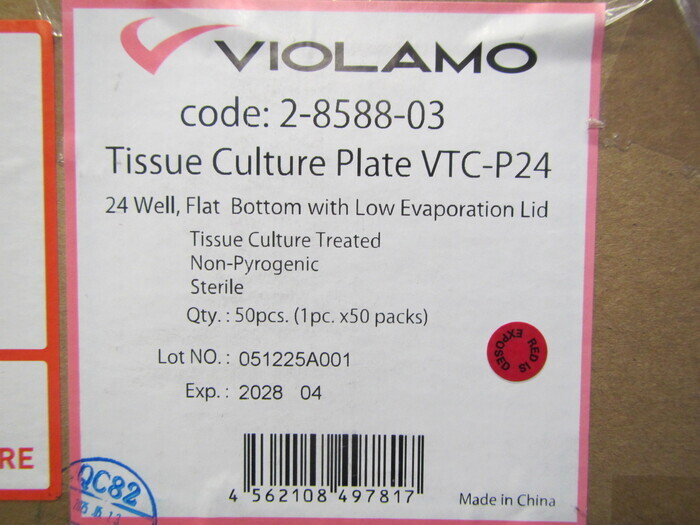 VIOLAMO
code: 2-8588-03
Tissue Culture Plate VTC-P24
24 Well, Flat Bottom with Low Evaporation Lid
Tissue Culture Treated
Non-Pyrogenic
Sterile
Qty. : 50pcs. (1pc. x50 packs)
RED IS EXPOSED
Lot NO. : 051225A001
Exp. : 2028 04
RE
QC82
4 562108 497817
Made in China